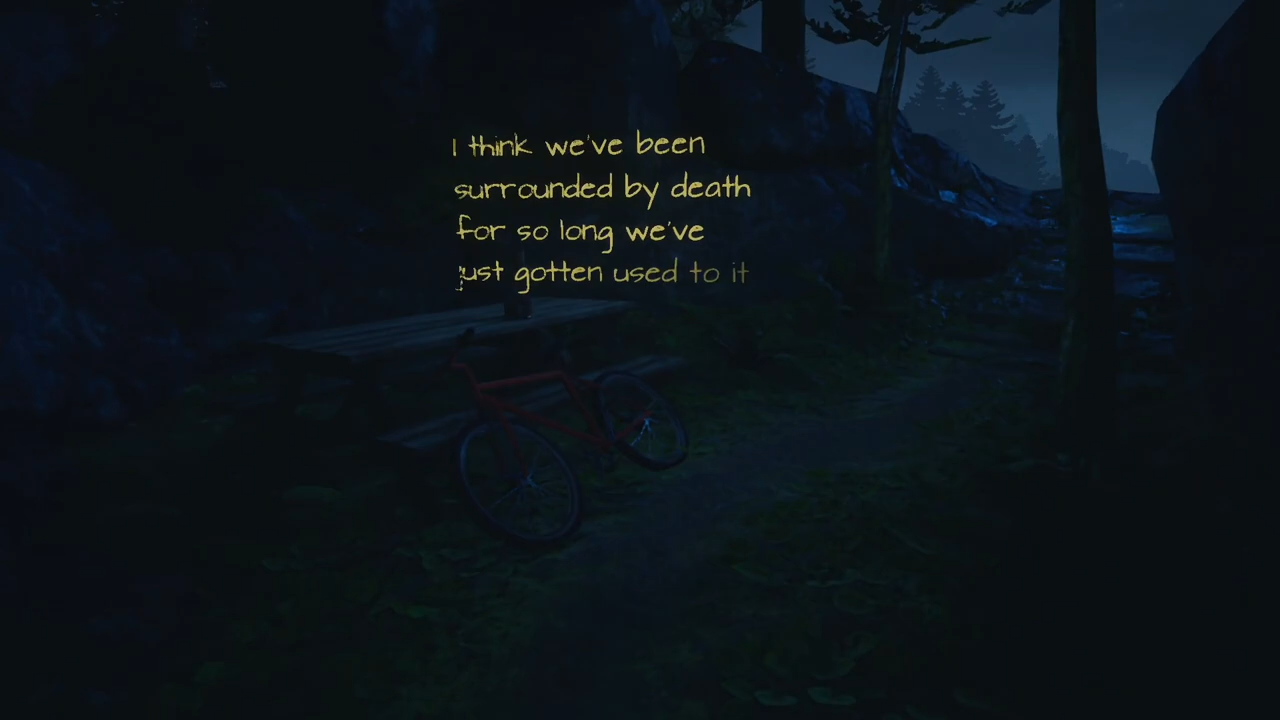 I think we've been
surrounded by death
for so long we've
just gotten used to it